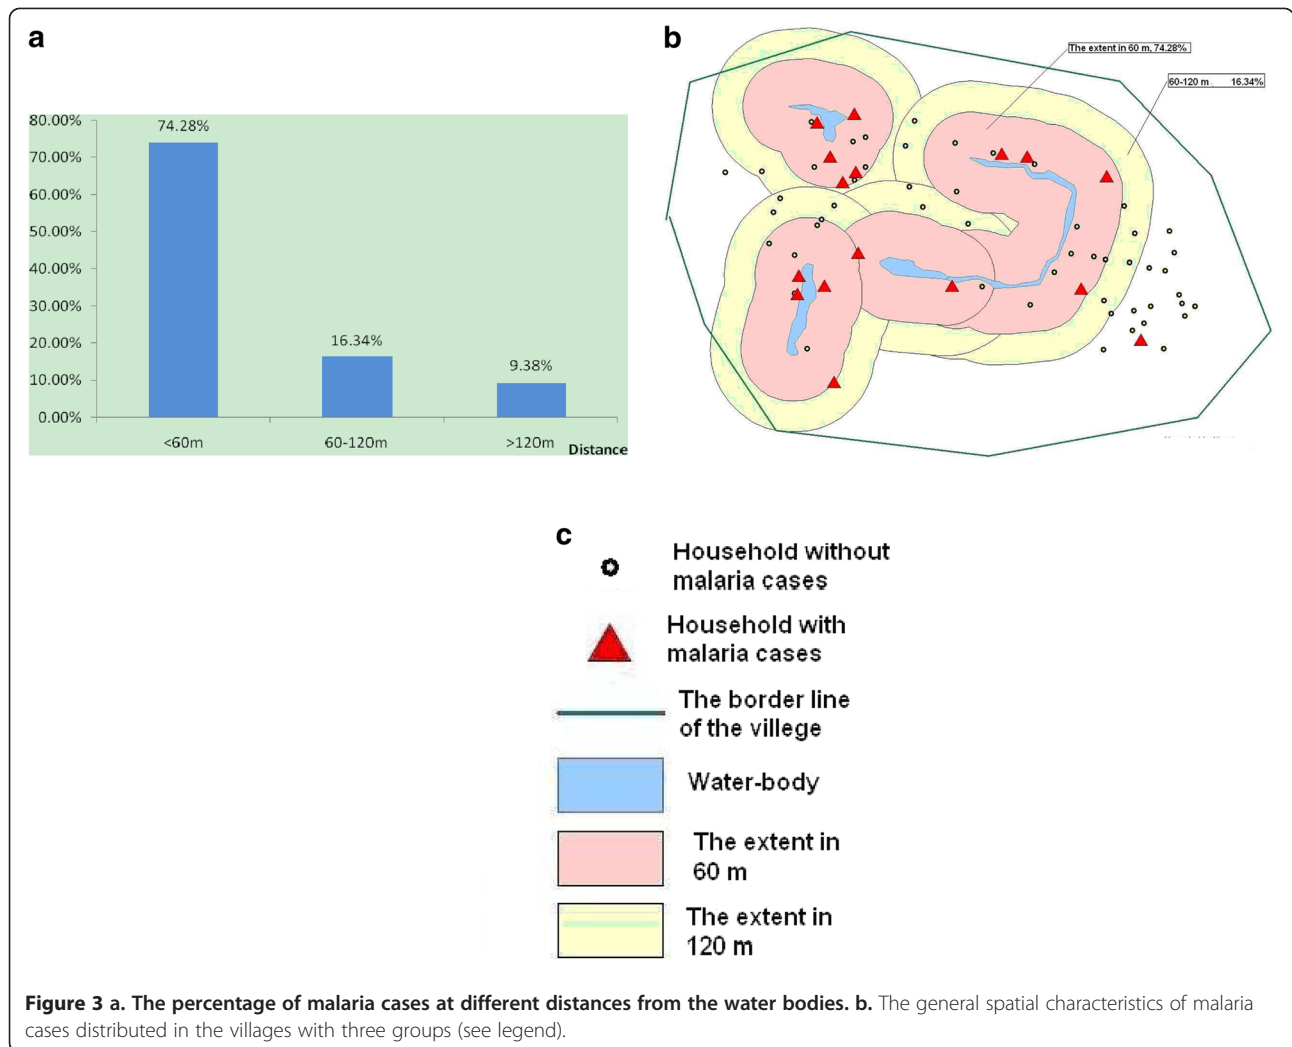 a
80.00%
70.00%
60.00%
50.00%
40.00%
30.00%
20.00%
10.00%
0.00%
74.28%
16.34%
9.38%
<60m
60-120m
>120m
Distance
b
The extent in 60 m, 74.28%
60-120 m 16.34%
c
Household without
malaria cases
Household with
malaria cases
The border line
of the villege
Water-body
The extent in
60 m
The extent in
120 m
Figure 3 a. The percentage of malaria cases at different distances from the water bodies. b. The general spatial characteristics of malaria
cases distributed in the villages with three groups (see legend).